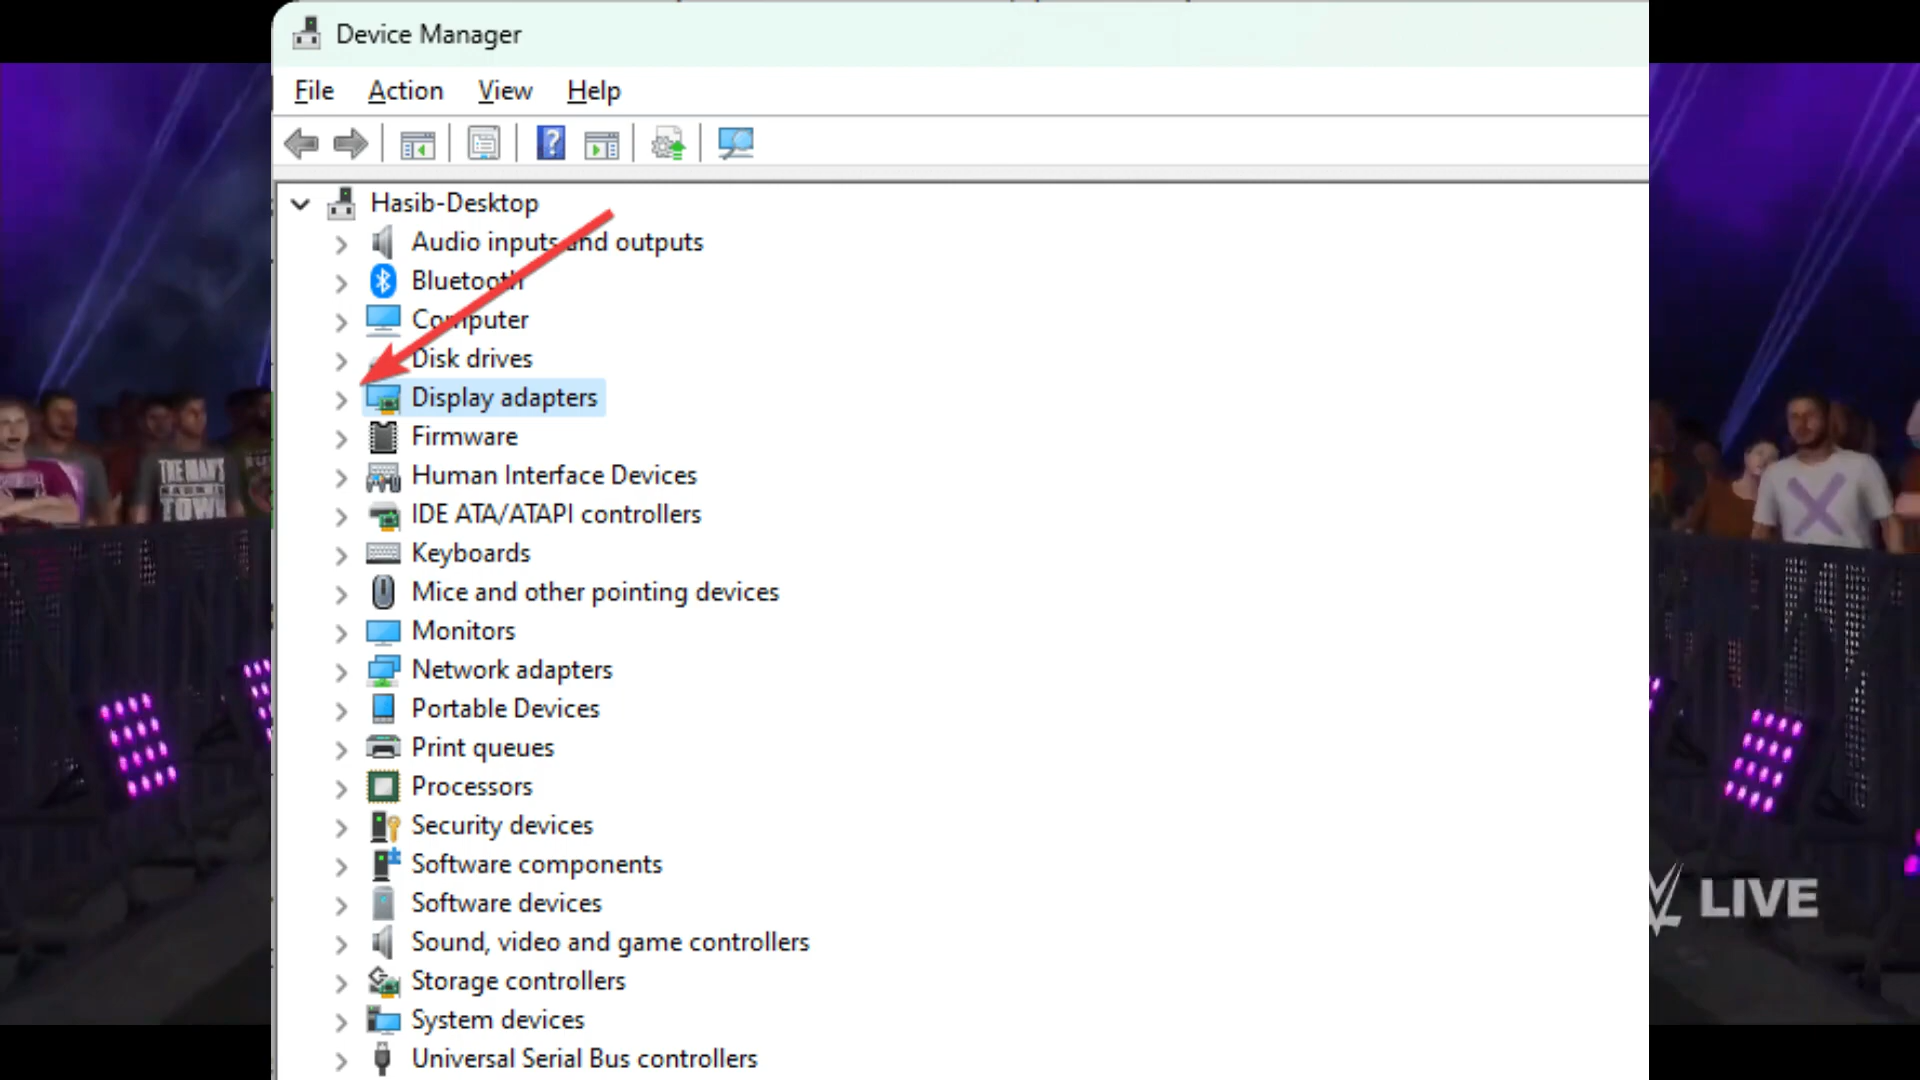 Device Manager
File Action View Help
Hasib-Desktop
Audio inputs and outputs
Bluetooth
Computer
Disk drives
Display adapters
Firmware
Human Interface Devices
IDE ATA/ATAPI controllers
Keyboards
Mice and other pointing devices
Monitors
Network adapters
Portable Devices
Print queues
Processors
Security devices
Software components
Software devices
Sound, video and game controllers
Storage controllers
System devices
Universal Serial Bus controllers
THE MAN'S
TOWN
LIVE